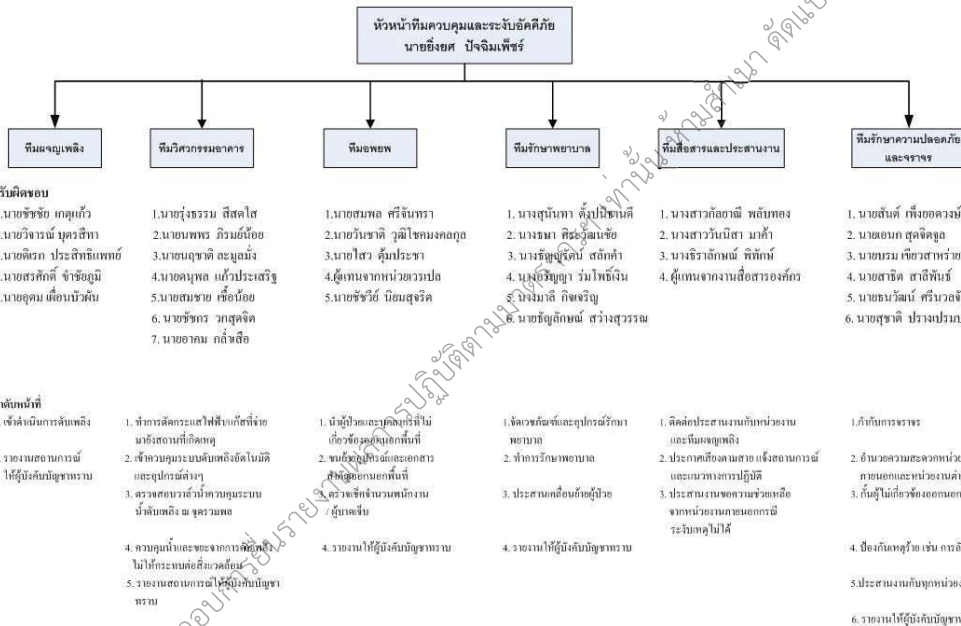 หัวหน้าทีมควบคุมและระงับอัคคีภัย
นายยิ่งยศ ปัจฉิมเพ็ชร์
ทีมผจญเพลิง
ทีมวิศวกรรมอาคาร
ทีมอพยพ
ทีมรักษาพยาบาล
ทีมสื่อสารและประสานงาน
ทีมรักษาความปลอดภัย
และจราจร
รับผิดชอบ
.นายชัชชัย เกตุแก้ว
.นายวิจารณ์ บุตรสีทา
.นายดิเรก ประสิทธิแพทย์
.นายสรศักดิ์ ขำชัยภูมิ
.นายอุดม เผื่อนบัวผัน
1.นายรุ่งธรรม สีสดใส
2.นายนพพร ภิรมย์น้อย
3.นายนฤชาติ ละมูลมั่ง
4.นายดนุพล แก้วประเสริฐ
5.นายสมชาย เชื้อน้อย
6. นายชัชกร วกสุดจิต
7. นายอาคม กล่ำเสือ
1.นายสมพล ศรีจันทรา
2.นายวันชาติ วุฒิโชคมงคลกุล
3.นายไสว คุ้มประชา
4.ผู้แทนจากหน่วยเวรเปล
5.นายชัชวีย์ นิยมสุจริต
1. นางสุนันทา ตั้งปนิธานดี
2. นางธนา ศิระวัฒนชัย
3. นางธัญญรัตน์ สลักคำ
4. ร่มโพธิ์เงิน
5. นางมาลี กิจเจริญ
6. นายธัญลักษณ์ สว่างสุวรรณ
1. นางสาวกัลยาณี พลับทอง
2. นางสาววันนิสา มาค้า
3. นางธิราลักษณ์ พิทักษ์
4. ผู้แทนจากงานสื่อสารองค์กร
1. นายสันต์ เพ็งยอดวงษ์
2. นายเอนก สุดจิตจูล
3. นายบรม เขียวสาหร่าย
4. นายสาธิต สาลีพันธ์
5. นายธนวัฒน์ ศรีนวลจั
6. นายสุชาติ ปรางเปรมป
ำดับหน้าที่
. เข้าดำเนินการดับเพลิง
. รายงานสถานการณ์
ให้ผู้บังคับบัญชาทราบ
1. ทำการตัดกระแสไฟฟ้า/แก๊สที่จ่าย
มายังสถานที่เกิดเหตุ
2. เข้าควบคุมระบบดับเพลิงอัตโนมัติ
และอุปกรณ์ต่างๆ
3. ตรวจสอบวาล์วน้ำควบคุมระบบ
น้ำดับเพลิง ณ จุดรวมพล
4. ควบคุมน้ำและขยะจากการดับเพลิง
ไม่ให้กระทบต่อสิ่งแวดล้อม
5. รายงานสถานการณ์ให้ผู้บังคับบัญชา
ทราบ
1. นำผู้ป่วยและบุคลากรที่ไม่
เกี่ยวข้องออกนอกพื้นที่
2. ขนย้ายอุปกรณ์และเอกสาร
สำคัญออกนอกพื้นที่
3. ตรวจเช็คจำนวนพนักงาน
/ ผู้บาดเจ็บ
4. รายงานให้ผู้บังคับบัญชาทราบ
1.จัดเวชภัณฑ์และอุปกรณ์รักษา
พยาบาล
2. ทำการรักษาพยาบาล
3. ประสานเคลื่อนย้ายผู้ป่วย
4. รายงานให้ผู้บังคับบัญชาทราบ
1. ติดต่อประสานงานกับหน่วยงาน
และทีมผจญเพลิง
2. ประกาศเสียงตามสาย แจ้งสถานการณ์
และแนวทางการปฏิบัติ
3. ประสานงานขอความช่วยเหลือ
จากหน่วยงานภายนอกกรณี
ระงับเหตุไม่ได้
1.กำกับการจราจร
2. อำนวยความสะดวกหน่วย
ภายนอกและหน่วยงานต่า
3. กั้นผู้ไม่เกี่ยวข้องออกนอก
4. ป้องกันเหตุร้าย เช่น การลั
5.ประสานงานกับทุกหน่วยง
6. รายงานให้ผู้บังคับบัญชาท
อบการยื่นรายงานผลการปฏิบัติตามมาตรการ เท่านั้น ห้ามสำเนา ดัดแป